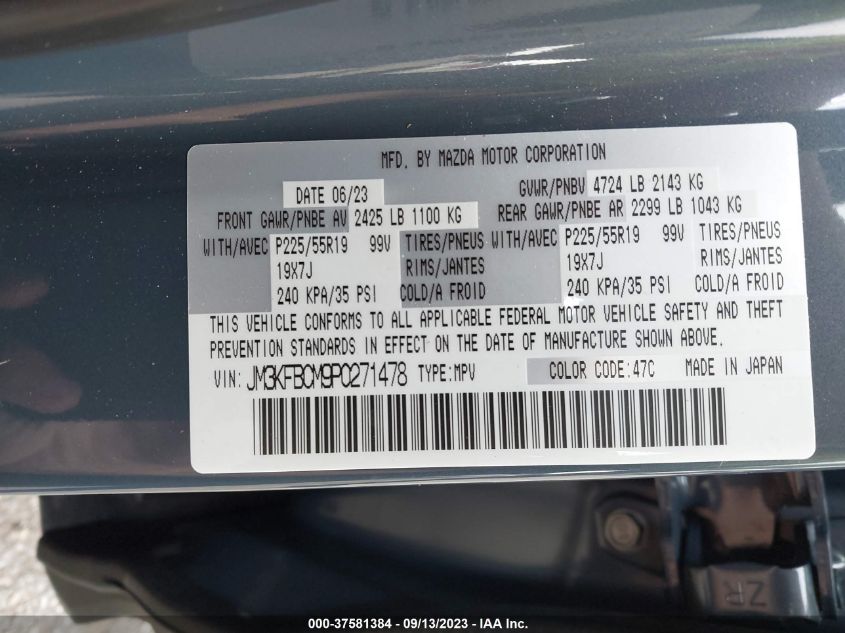 MFD. BY MAZDA MOTOR CORPORATION
DATE 06/23 GVWR/PNBV 4724 LB 2143 KG
FRONT GAWR/PNBE AV 2425 LB 1100 KG REAR GAWR/PNBE AR 2299 LB 1043 KG
WITH/AVEC P225/55R19 99V TIRES/PNEUS WITH/AVEC P225/55R19 99V TIRES/PNEUS
19X7J RIMS/JANTES 19X7J RIMS/JANTES
240 KPA/35 PSI COLD/A FROID 240 KPA/35 PSI COLD/A FROID
THIS VEHICLE CONFORMS TO ALL APPLICABLE FEDERAL MOTOR VEHICLE SAFETY AND THEFT
PREVENTION STANDARDS IN EFFECT ON THE DATE OF MANUFACTURE SHOWN ABOVE.
VIN: JM3KFBCM9P0271478 TYPE:MPV COLOR CODE:47C MADE IN JAPAN
ZR
000-37581384 - 09/13/2023 - IAA Inc.